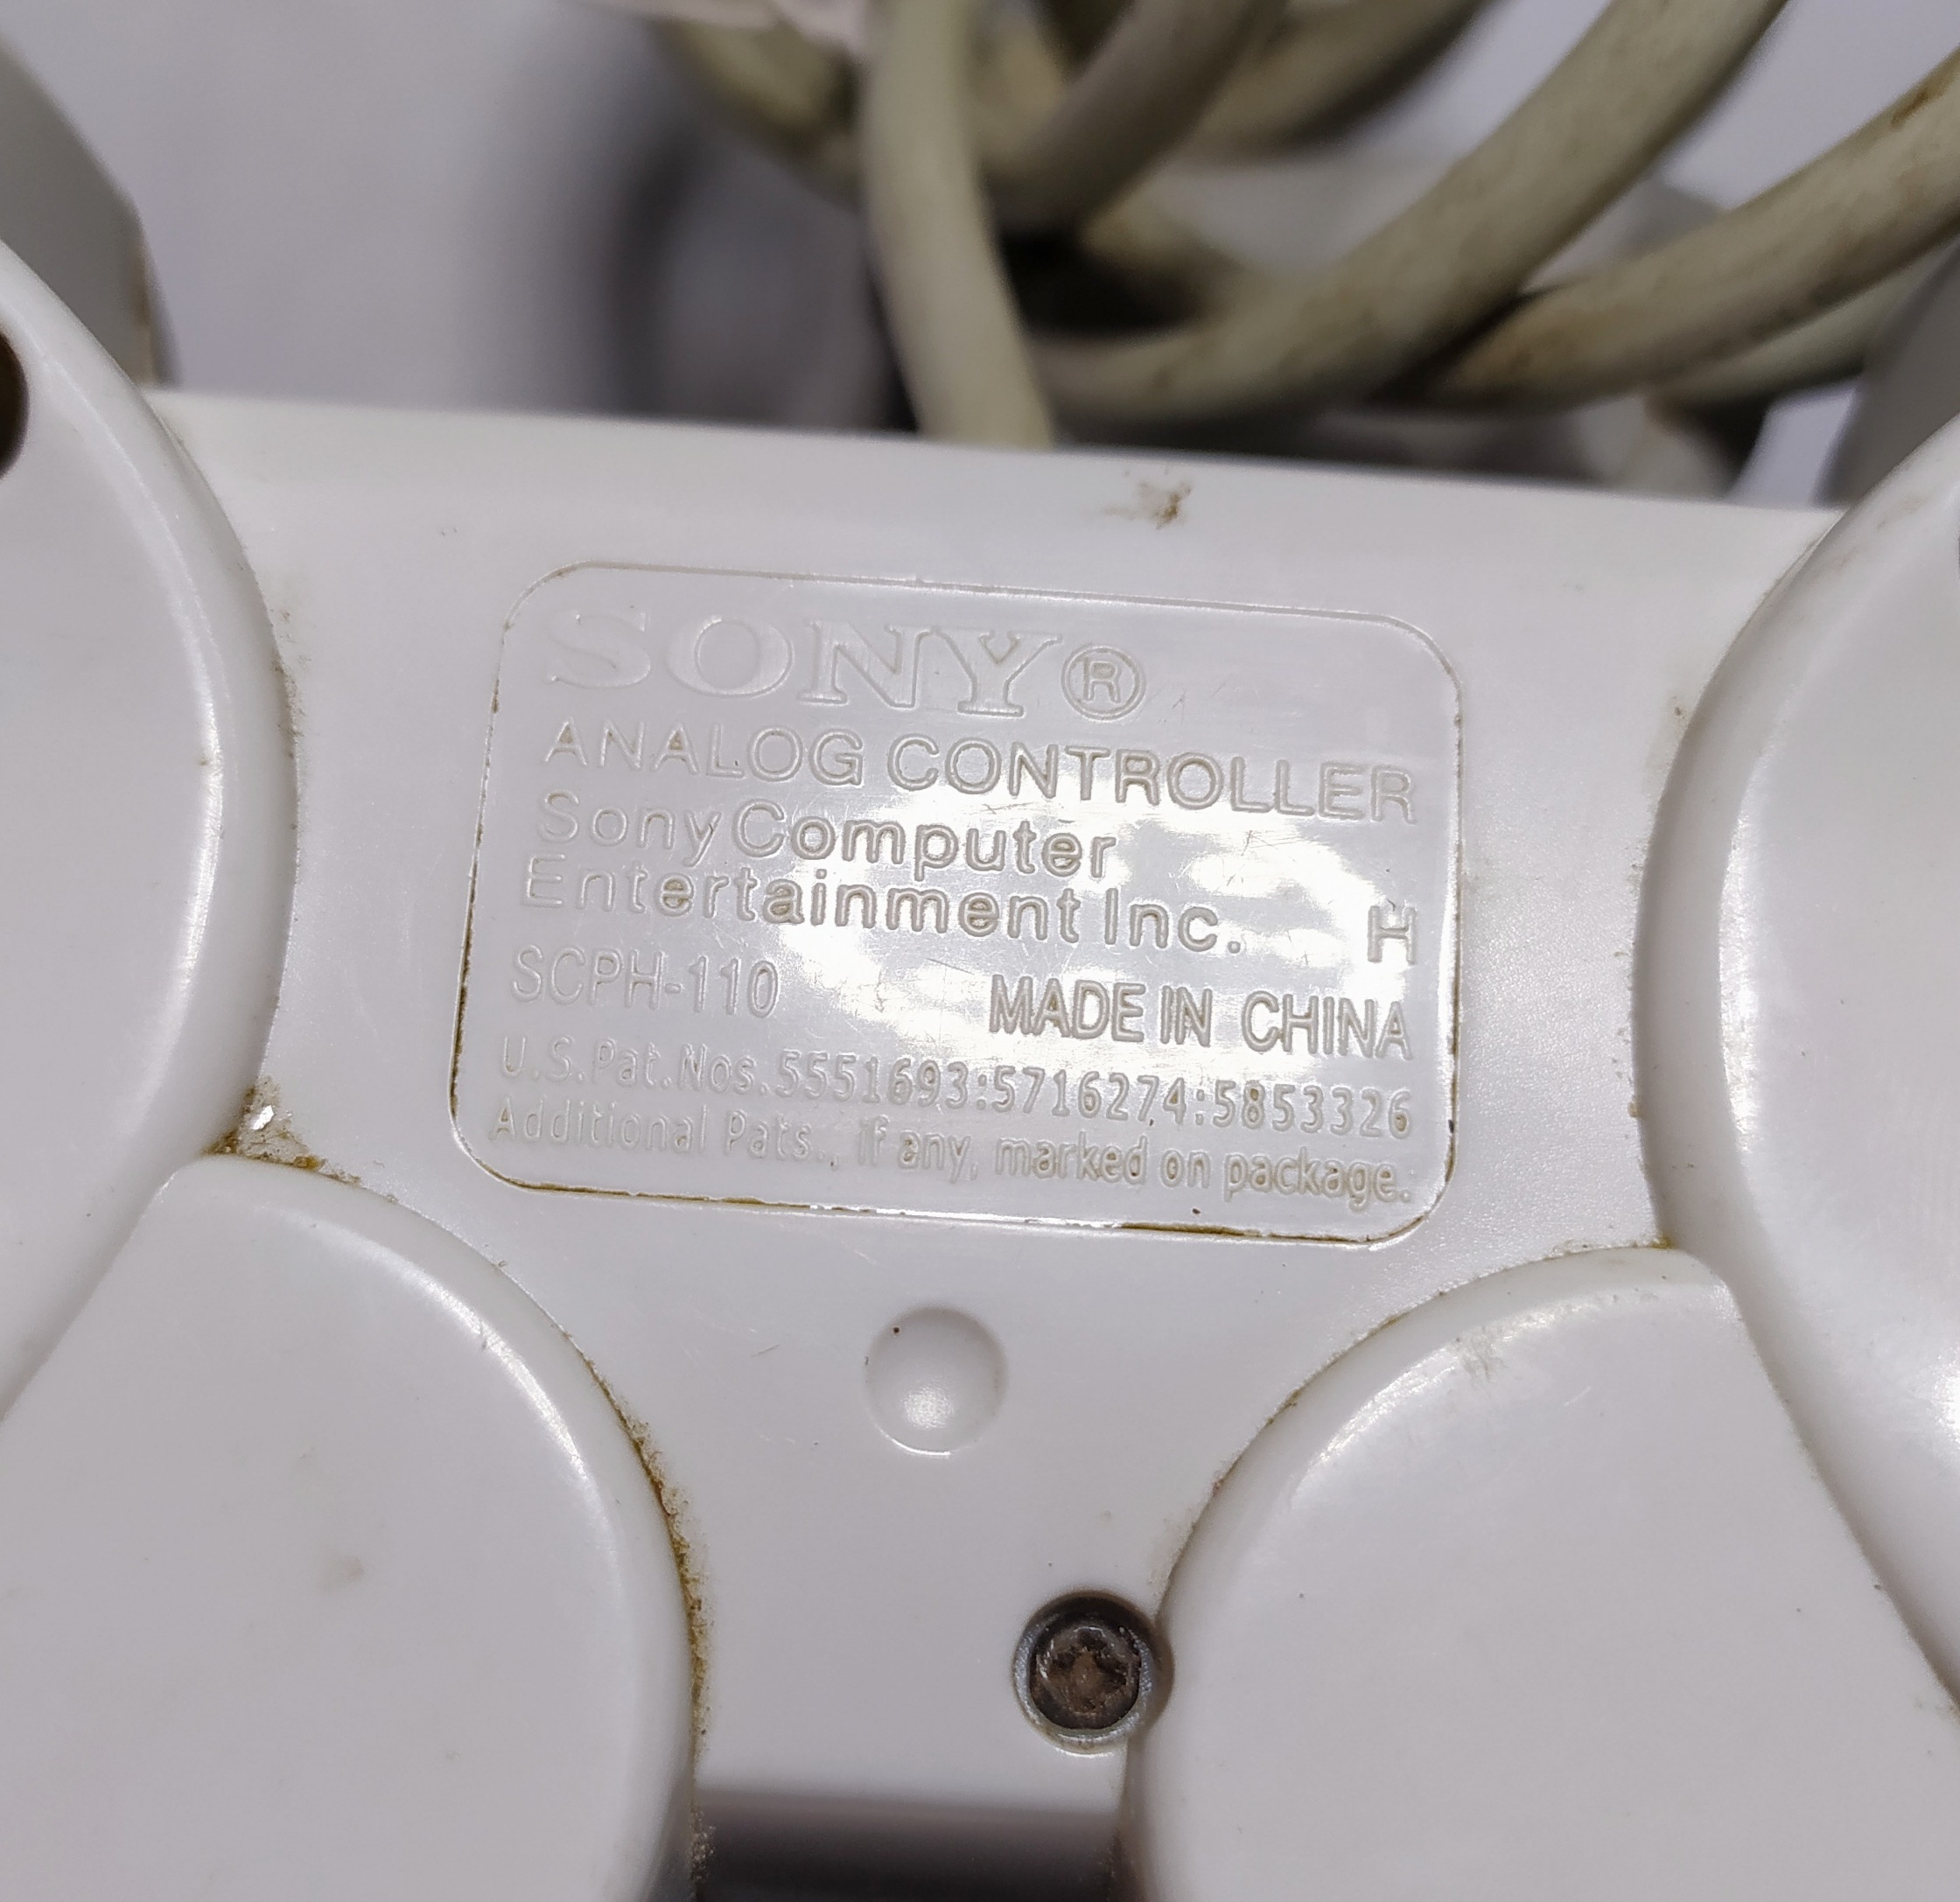 SONY®
ANALOG CONTROLLER
Sony Computer
Entertainment Inc. H
SCPH-110 MADE IN CHINA
U.S.Pat.Nos.5551693:5716274:5853326
Additional Pats., if any, marked on package.